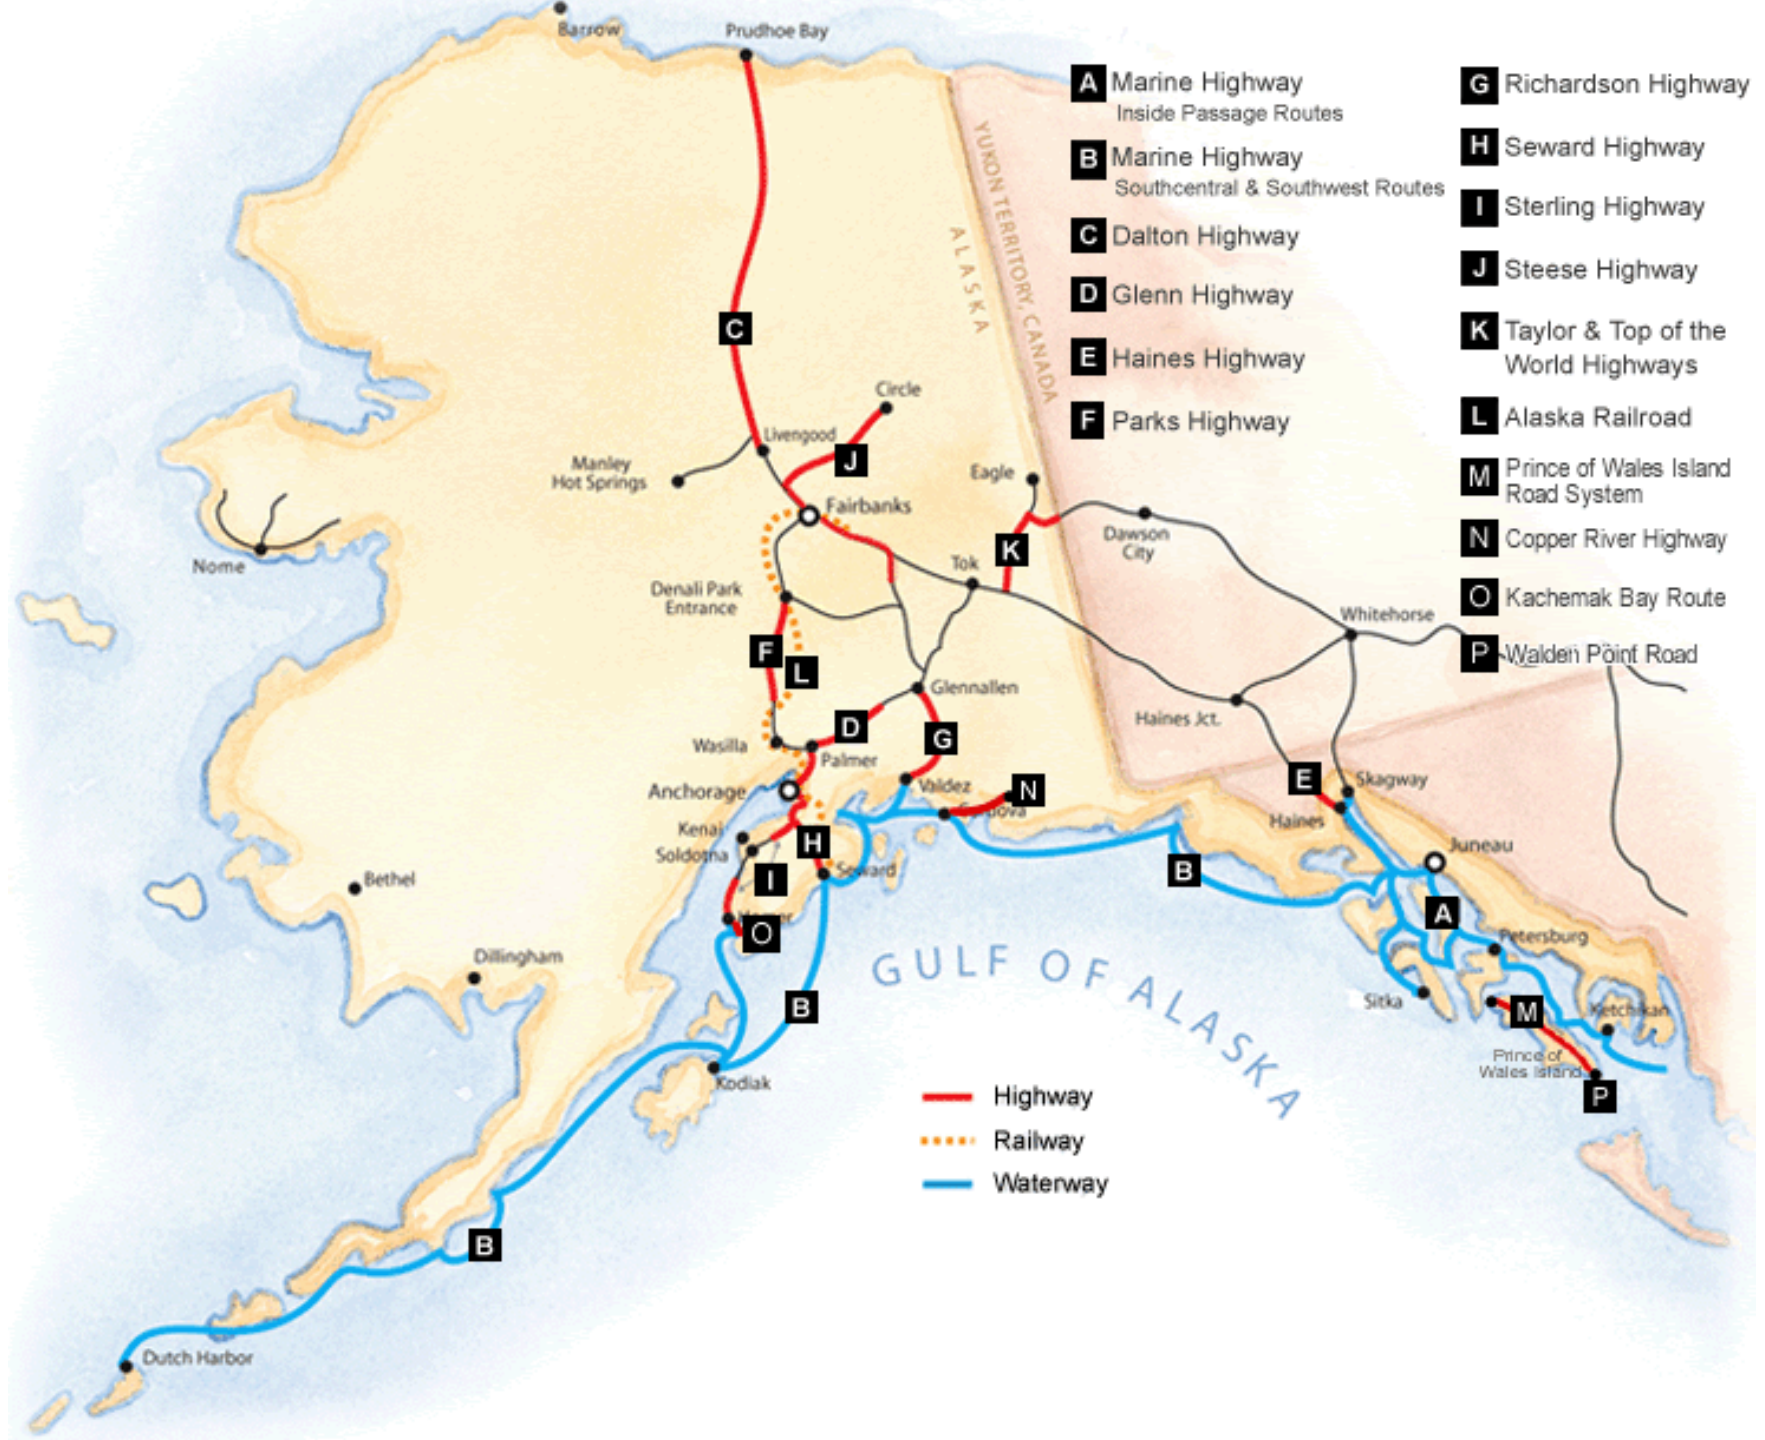 Barrow
Prudhoe Bay
A Marine Highway
Inside Passage Routes
B Marine Highway
Southcentral & Southwest Routes
C Dalton Highway
D Glenn Highway
E Haines Highway
F Parks Highway
G Richardson Highway
H Seward Highway
I Sterling Highway
J Steese Highway
K Taylor & Top of the
World Highways
L Alaska Railroad
M Prince of Wales Island
Road System
N Copper River Highway
O Kachemak Bay Route
P Walden Point Road
YUKON TERRITORY, CANADA
ALASKA
C
Circle
Livengood
J
Manley
Hot Springs
Eagle
Fairbanks
Dawson
City
K
Nome
Tok
Denali Park
Entrance
Whitehorse
F
L
Glennallen
Haines Jct.
D
G
Wasilla
Palmer
E
Skagway
Anchorage
Valdez
N
Cordova
Haines
Kenai
H
Soldotna
Juneau
Bethel
I
Seward
B
A
Homer
O
Petersburg
Dillingham
GULF OF ALASKA
Sitka
B
M
Ketchikan
Prince of
Wales Island
Kodiak
P
Highway
Railway
Waterway
B
Dutch Harbor